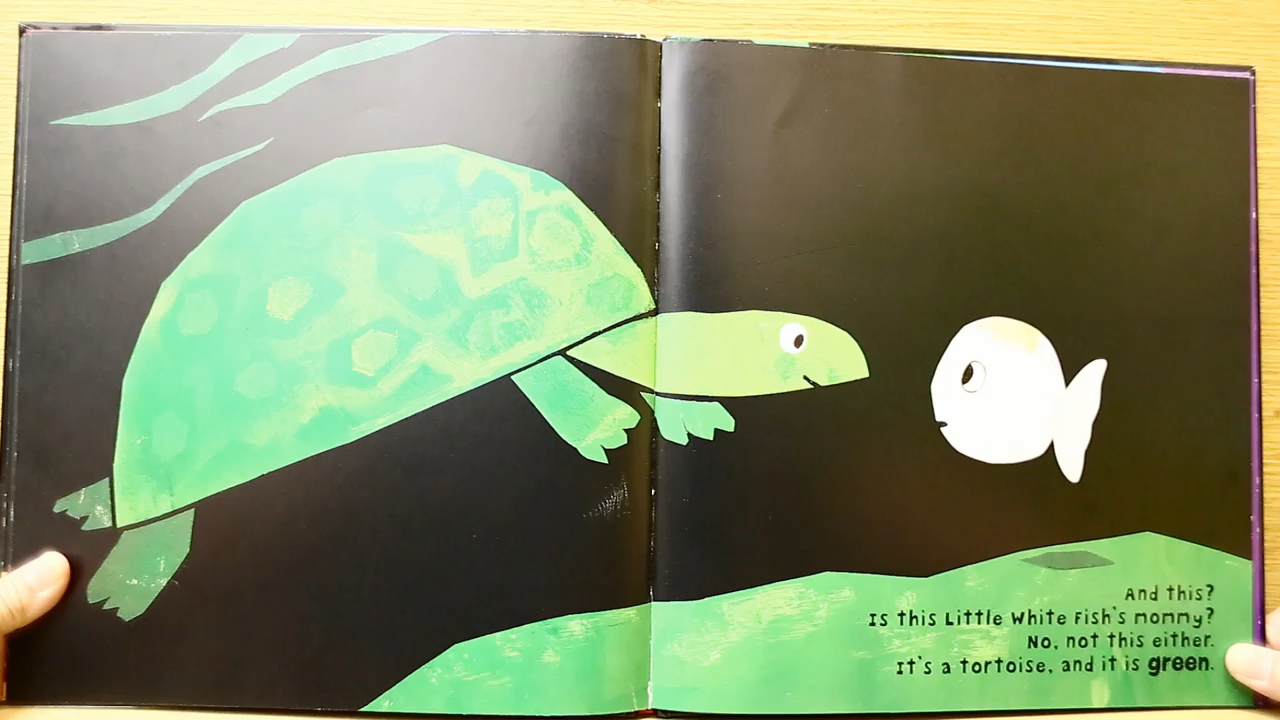 And this?
Is this Little White Fish's mommy?
No, not this either.
It's a tortoise, and it is green.